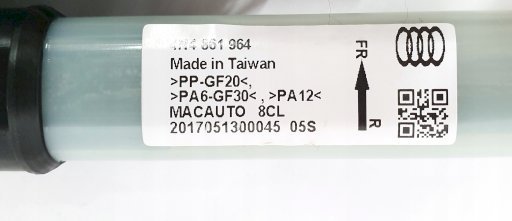 861 964
Made in Taiwan
>PP-GF20<,
>PA6-GF30< , >PA12<
MACAUTO 8CL
2017051300045 05S
FR
R